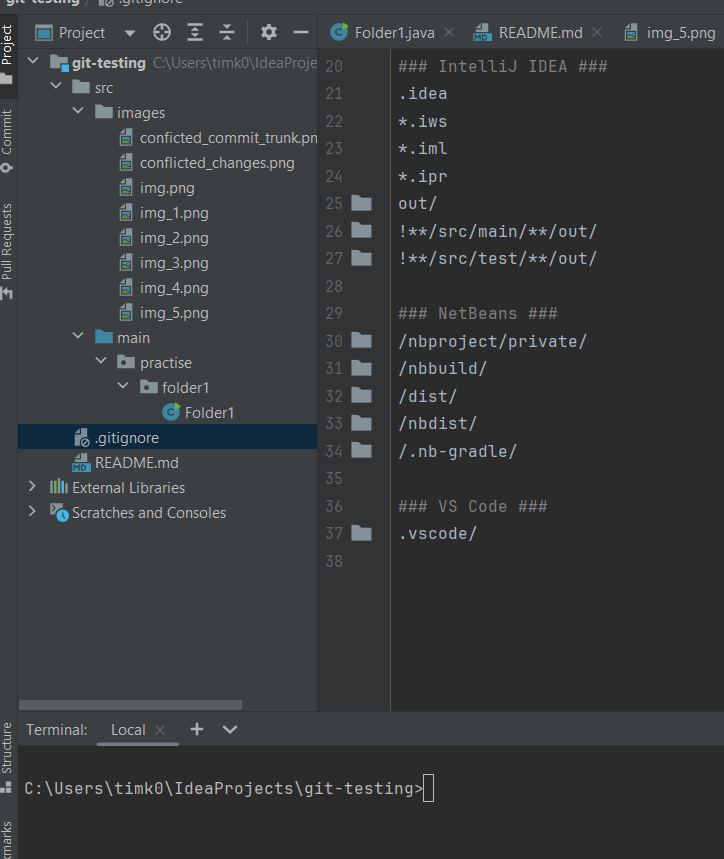 git-testing .gitignore
Project
Commit
Pull Requests
Structure
Project
git-testing C:\Users\timk0\IdeaProje
src
images
conficted_commit_trunk.pn
conflicted_changes.png
img.png
img_1.png
img_2.png
img_3.png
img_4.png
img_5.png
main
practise
folder1
Folder1
.gitignore
README.md
External Libraries
Scratches and Consoles
Folder1.java README.md img_5.png
20 ### IntelliJ IDEA ###
21 .idea
22 *.iws
23 *.iml
24 *.ipr
25 out/
26 !**/src/main/**/out/
27 !**/src/test/**/out/
28
29 ### NetBeans ###
30 /nbproject/private/
31 /nbbuild/
32 /dist/
33 /nbdist/
34 /.nb-gradle/
35
36 ### VS Code ###
37 .vscode/
38
Terminal: Local
C:\Users\timk0\IdeaProjects\git-testing>
kmarks